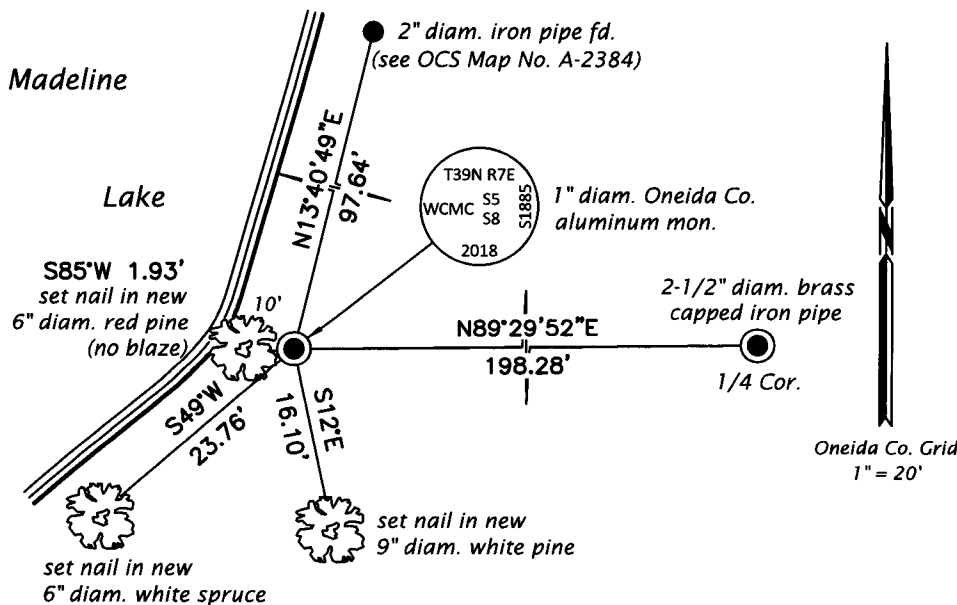 2" diam. iron pipe fd.
(see OCS Map No. A-2384)
Madeline
Lake
N13°40'49"E
97.64'
T39N R7E
WCMC
S5
S8
S1885
2018
1" diam. Oneida Co.
aluminum mon.
S85°W 1.93'
set nail in new
6" diam. red pine
(no blaze)
10'
N89°29'52"E
198.28'
2-1/2" diam. brass
capped iron pipe
1/4 Cor.
N
Oneida Co. Grid
1" = 20'
S49°W
23.76'
S12°E
16.10'
set nail in new
9" diam. white pine
set nail in new
6" diam. white spruce